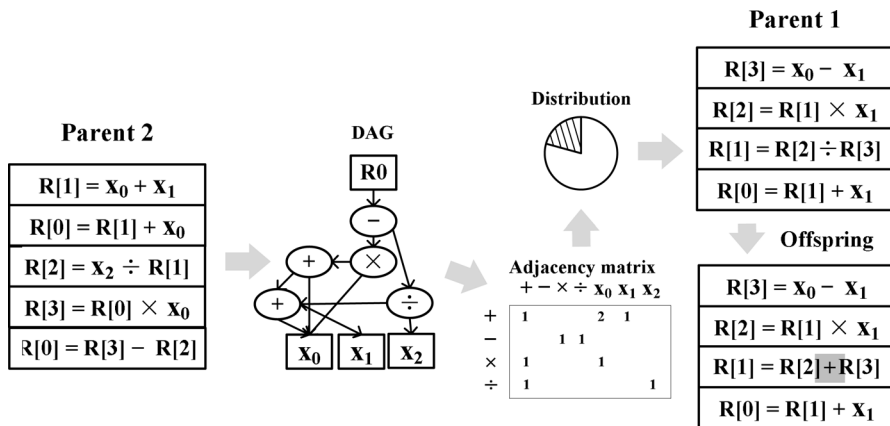 Parent 2
R[1] = x₀ + x₁
R[0] = R[1] + x₀
R[2] = x₂ ÷ R[1]
R[3] = R[0] × x₀
R[0] = R[3] − R[2]
DAG
R0
−
+ ×
+ ÷
x₀ x₁ x₂
Adjacency matrix
+ − × ÷ x₀ x₁ x₂
+ 1 2 1
− 1 1
× 1 1
÷ 1 1
Distribution
Parent 1
R[3] = x₀ − x₁
R[2] = R[1] × x₁
R[1] = R[2] ÷ R[3]
R[0] = R[1] + x₁
Offspring
R[3] = x₀ − x₁
R[2] = R[1] × x₁
R[1] = R[2] + R[3]
R[0] = R[1] + x₁